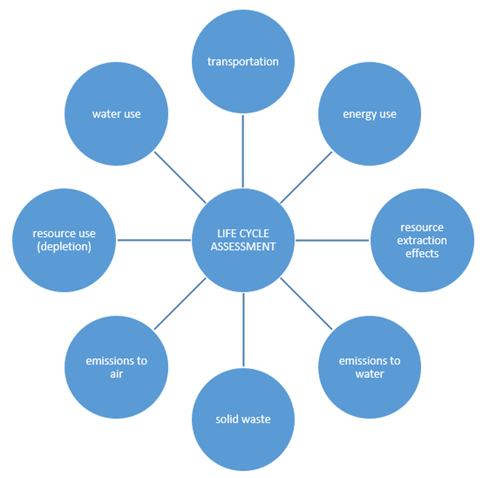 transportation
water use
energy use
resource use
(depletion)
LIFE CYCLE
ASSESSMENT
resource
extraction
effects
emissions to
air
emissions to
water
solid waste